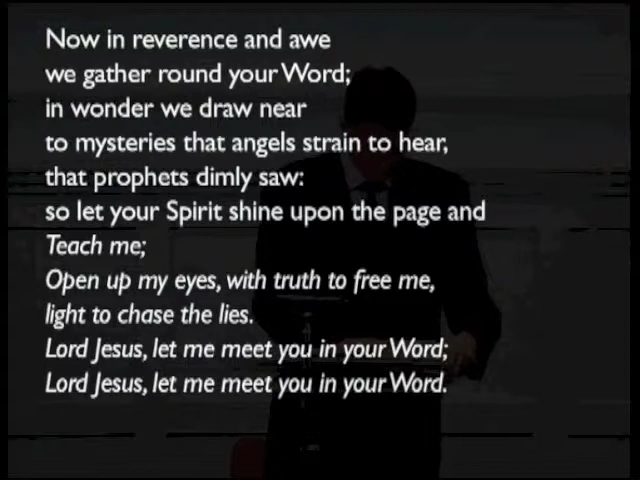 Now in reverence and awe
we gather round your Word;
in wonder we draw near
to mysteries that angels strain to hear,
that prophets dimly saw:
so let your Spirit shine upon the page and
Teach me;
Open up my eyes, with truth to free me,
light to chase the lies.
Lord Jesus, let me meet you in your Word;
Lord Jesus, let me meet you in your Word.